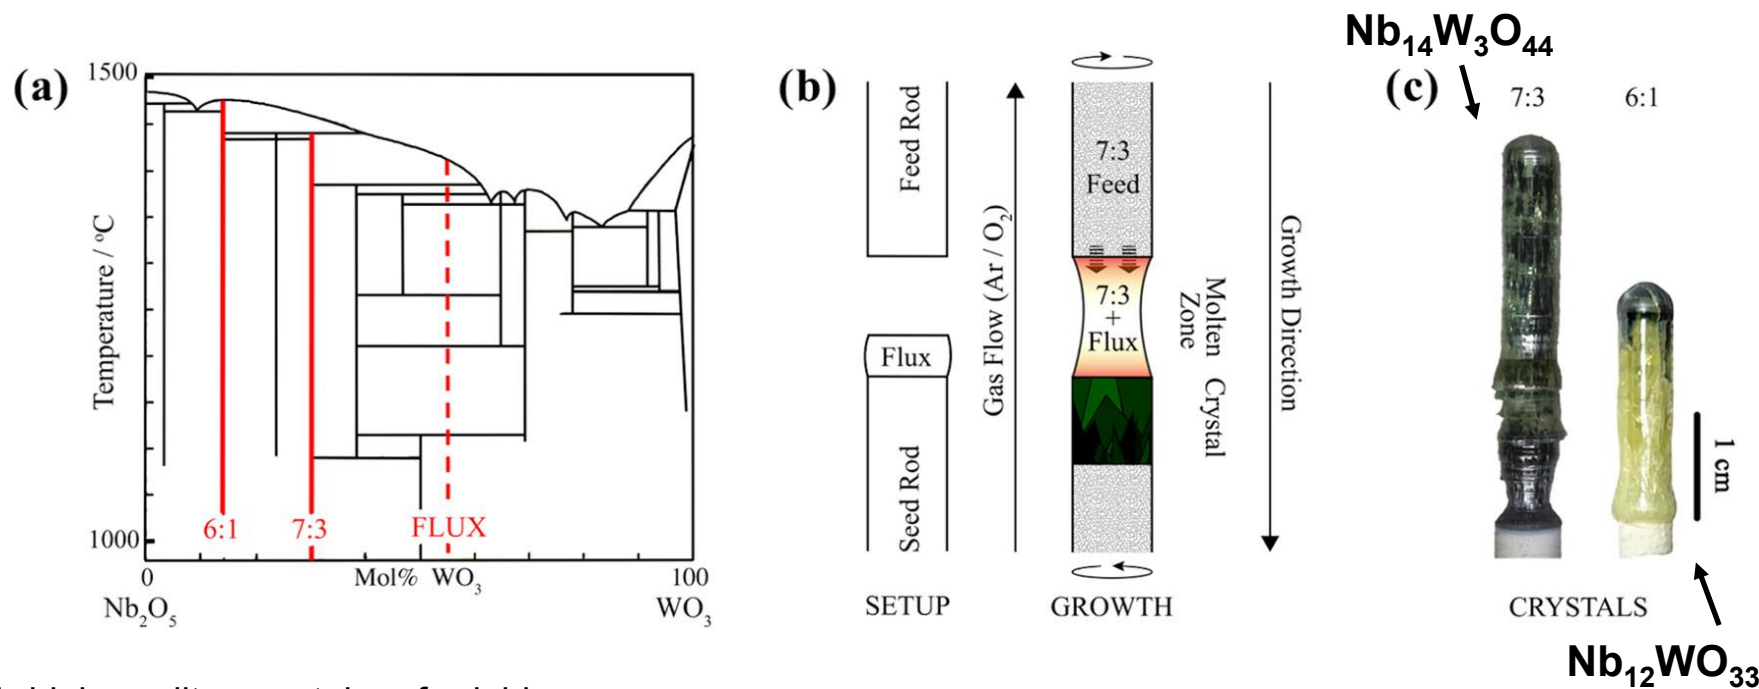 Nb₁₄W₃O₄₄
(a)
1500
Temperature / °C
1000
6:1
7:3
FLUX
0
Mol% WO₃
100
Nb₂O₅
WO₃
(b)
Feed Rod
Flux
Seed Rod
SETUP
Gas Flow (Ar / O₂)
7:3
Feed
7:3
+
Flux
GROWTH
Molten
Zone
Crystal
Growth Direction
(c)
7:3
6:1
1 cm
CRYSTALS
Nb₁₂WO₃₃